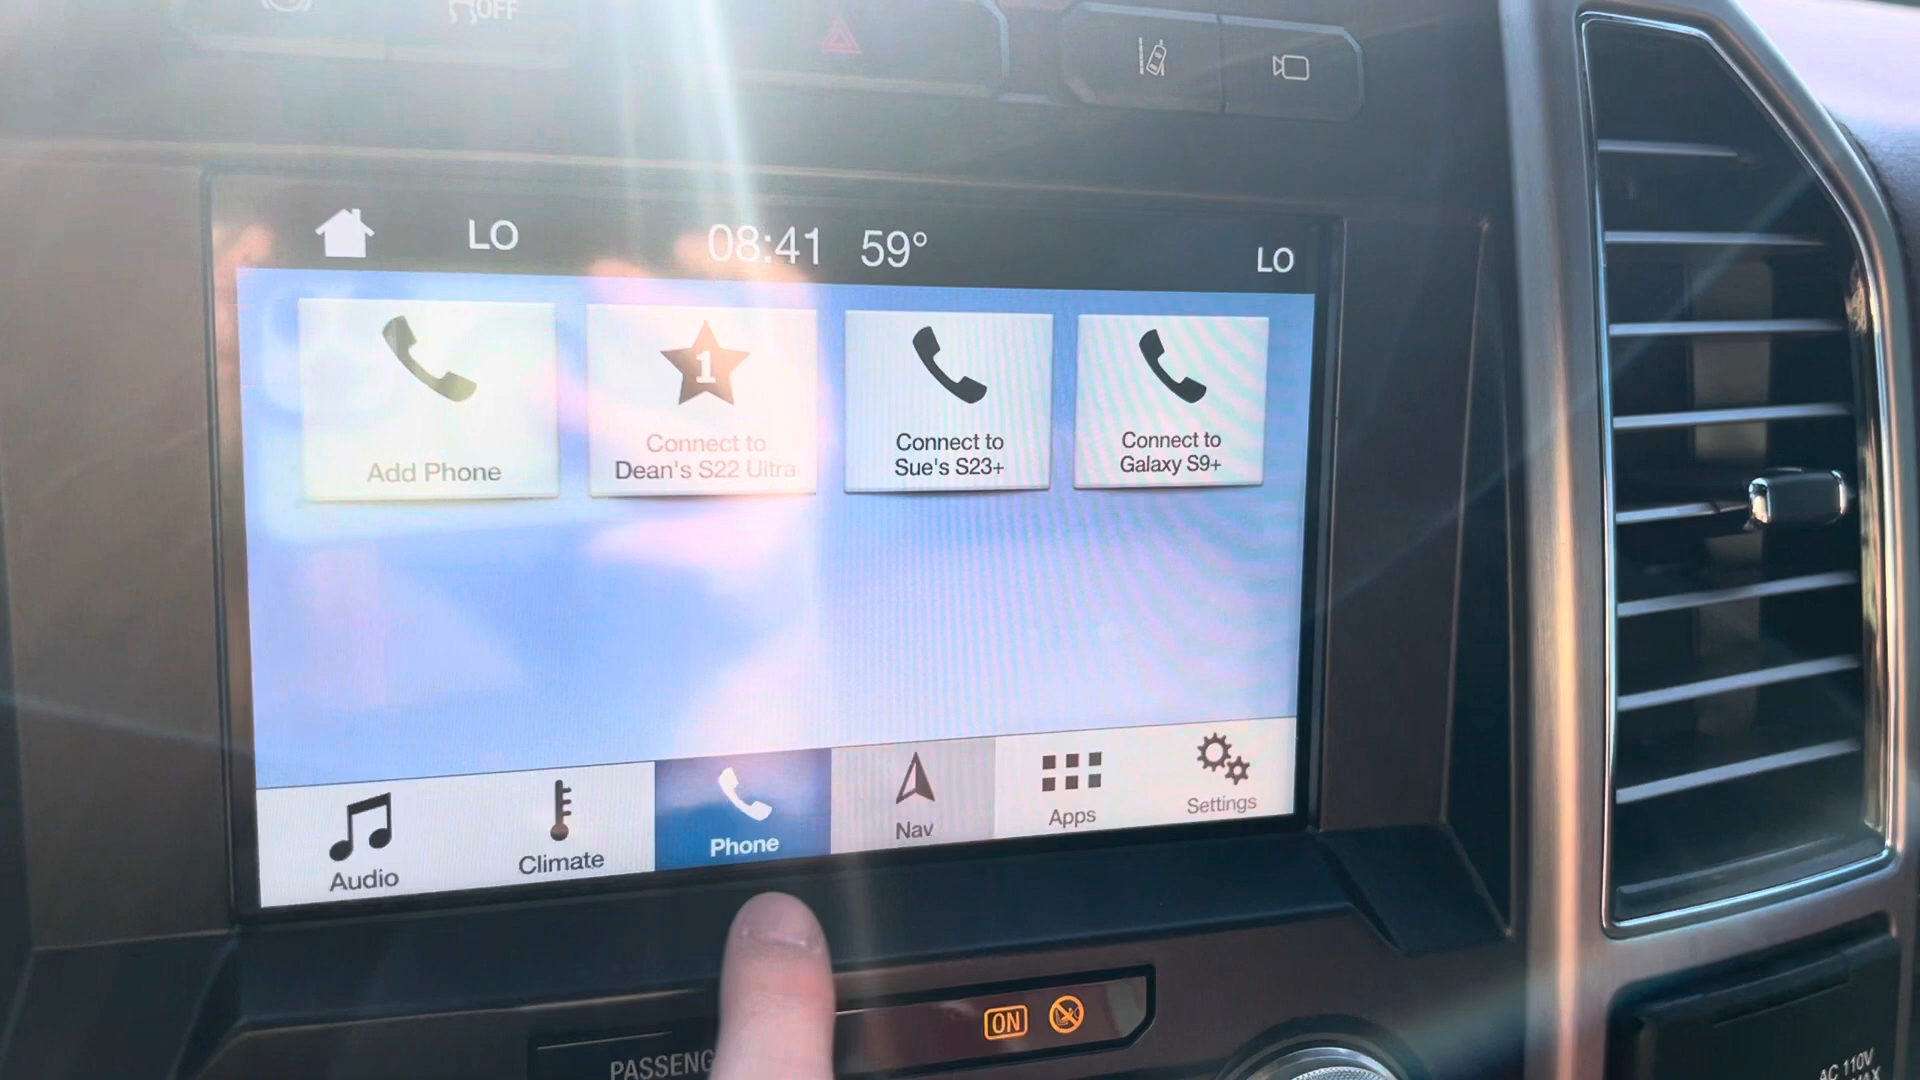 OFF
LO 08:41 59° LO
1
Add Phone
Connect to
Dean's S22 Ultra
Connect to
Sue's S23+
Connect to
Galaxy S9+
Audio
Climate
Phone
Nav
Apps
Settings
ON
PASSENG
AC 110V